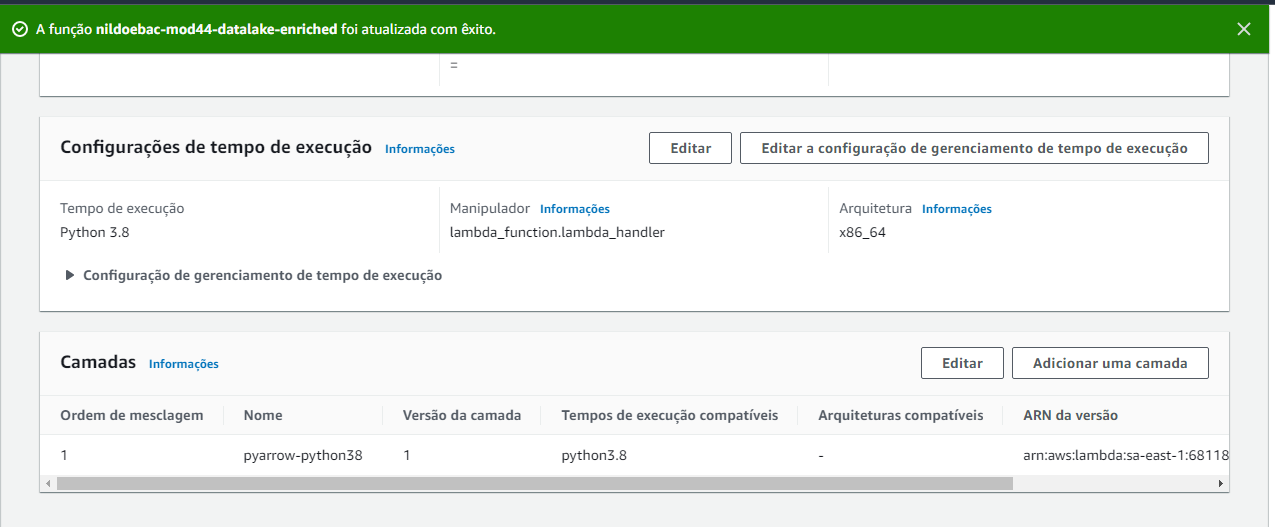 A função nildoebac-mod44-datalake-enriched foi atualizada com êxito.
=
Configurações de tempo de execução Informações Editar Editar a configuração de gerenciamento de tempo de execução
Tempo de execução Manipulador Informações Arquitetura Informações
Python 3.8 lambda_function.lambda_handler x86_64
Configuração de gerenciamento de tempo de execução
Camadas Informações Editar Adicionar uma camada
Ordem de mesclagem Nome Versão da camada Tempos de execução compatíveis Arquiteturas compatíveis ARN da versão
1 pyarrow-python38 1 python3.8 - arn:aws:lambda:sa-east-1:68118